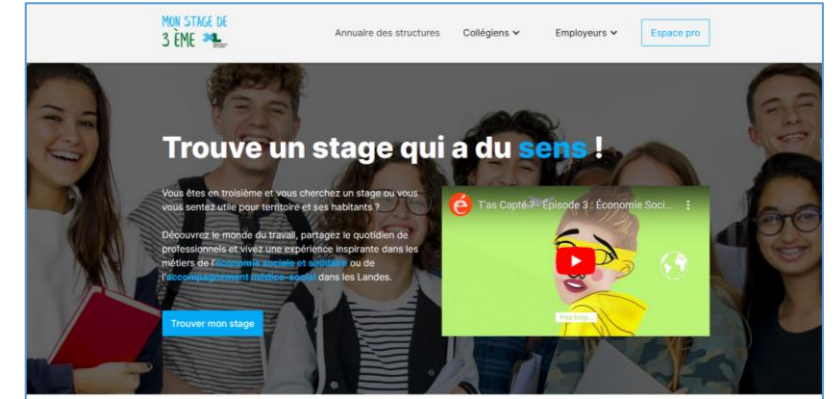 MON STAGE DE
3 ÈME XL
Annuaire des structures Collégiens Employeurs Espace pro
Trouve un stage qui a du sens !
Vous êtes en troisième et vous cherchez un stage ou vous
vous sentez utile pour territoire et ses habitants ?
Découvrez le monde du travail, partagez le quotidien de
professionnels et vivez une expérience inspirante dans les
métiers de l'économie sociale et solidaire ou de
l'accompagnement médico-social dans les Landes.
Trouver mon stage
é T'as Capté ? - Épisode 3 : Économie Soci...